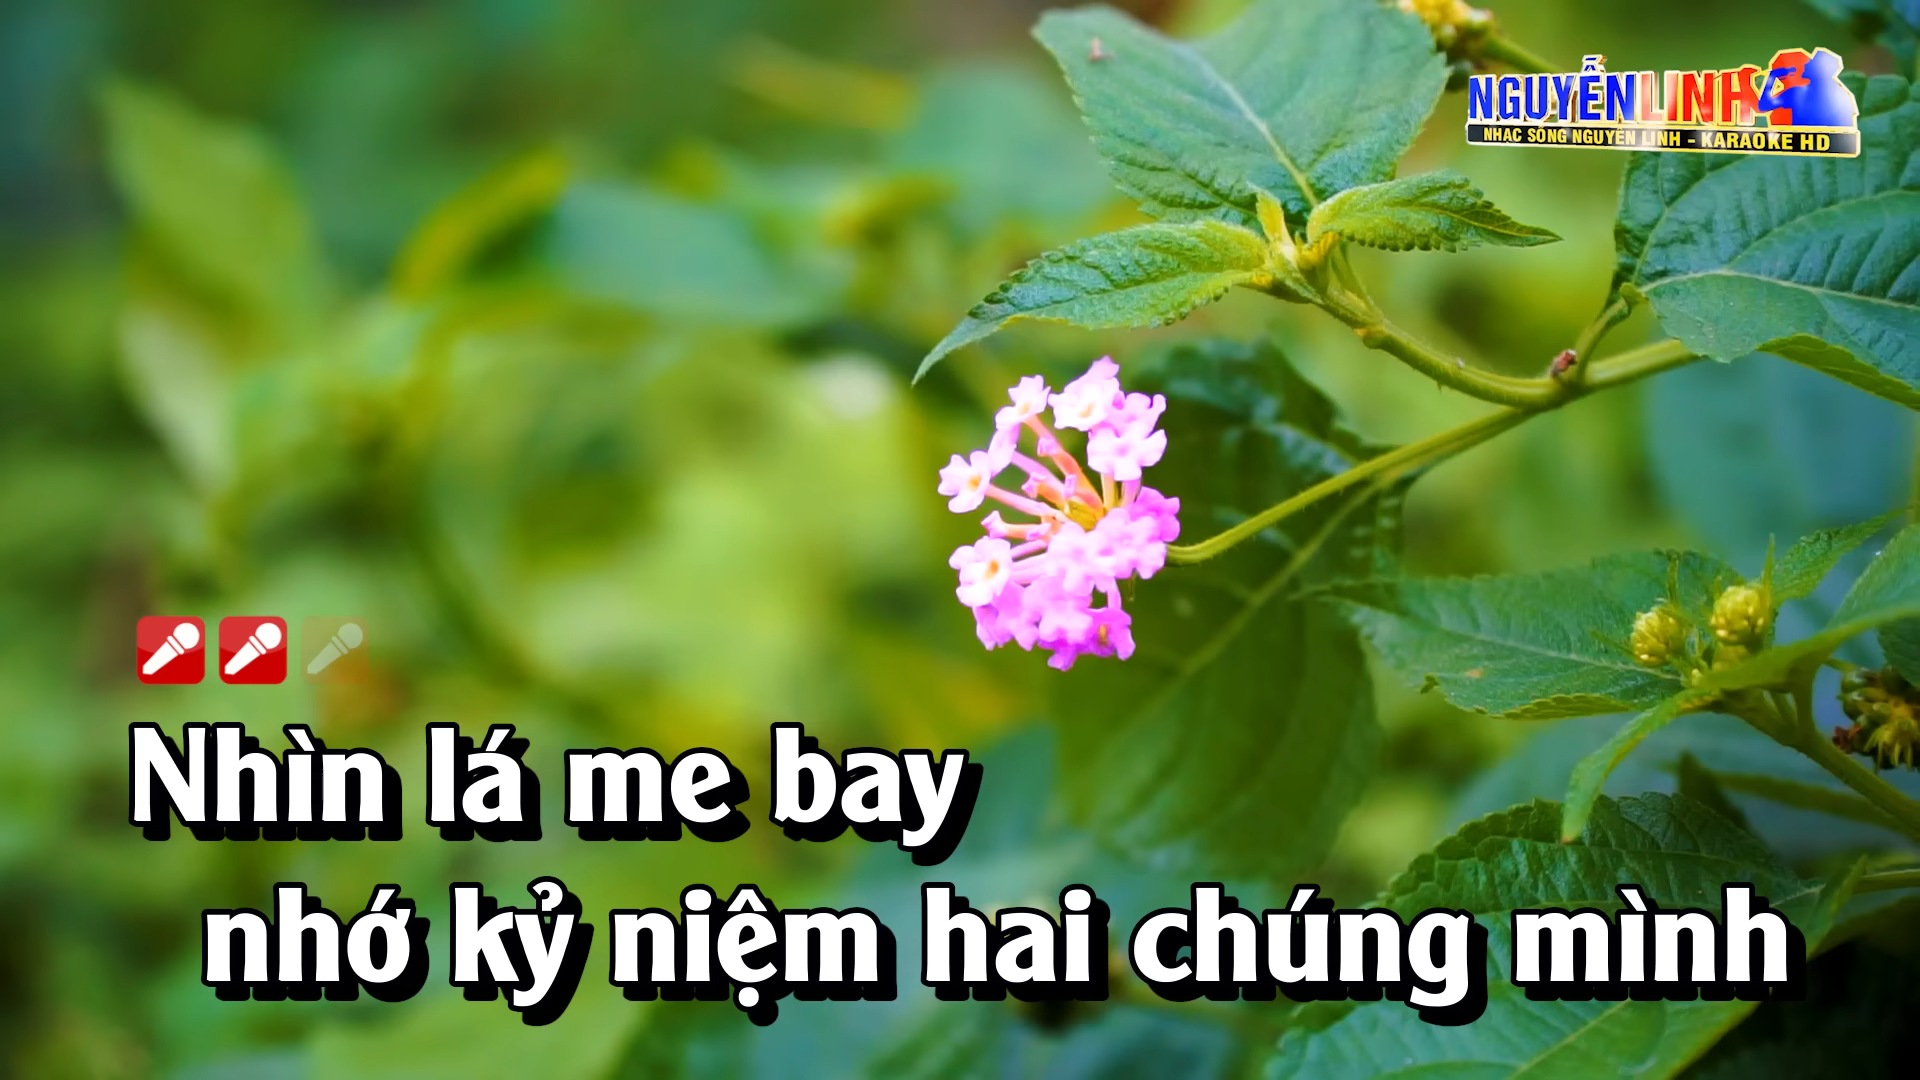 NGUYỄN LINH
NHẠC SỐNG NGUYỄN LINH - KARAOKE HD
Nhìn lá me bay
nhớ kỷ niệm hai chúng mình